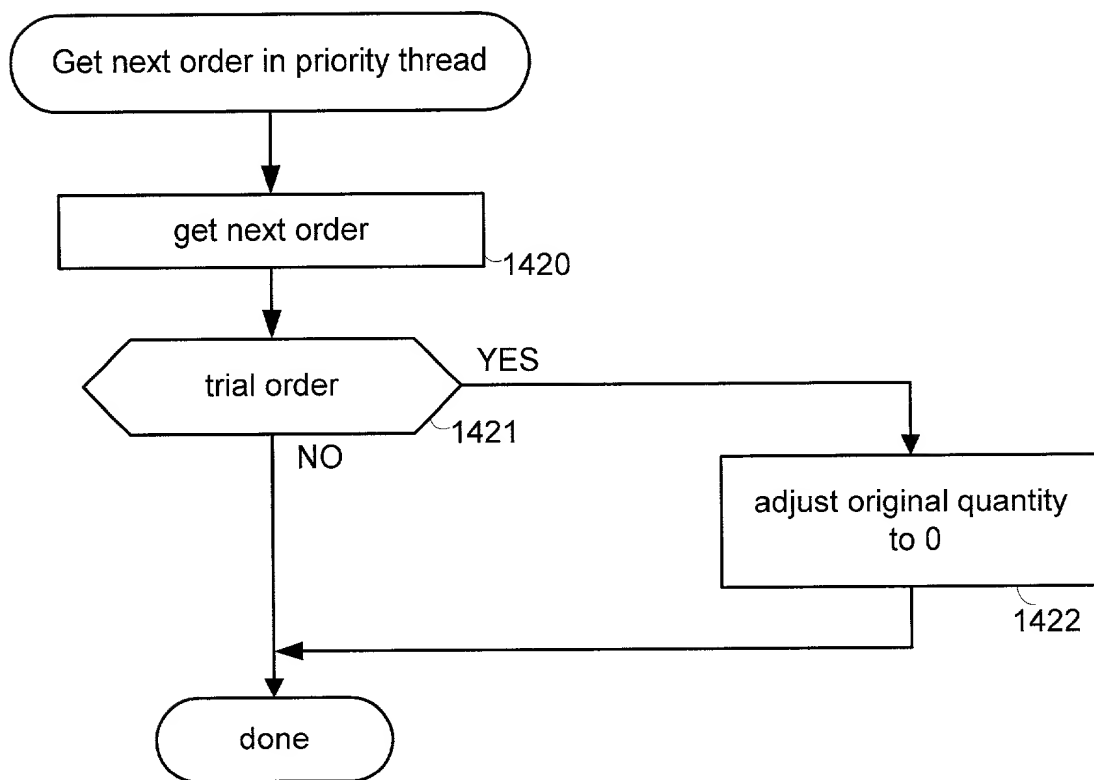 Get next order in priority thread
get next order
1420
YES
trial order
1421
NO
adjust original quantity
to 0
1422
done